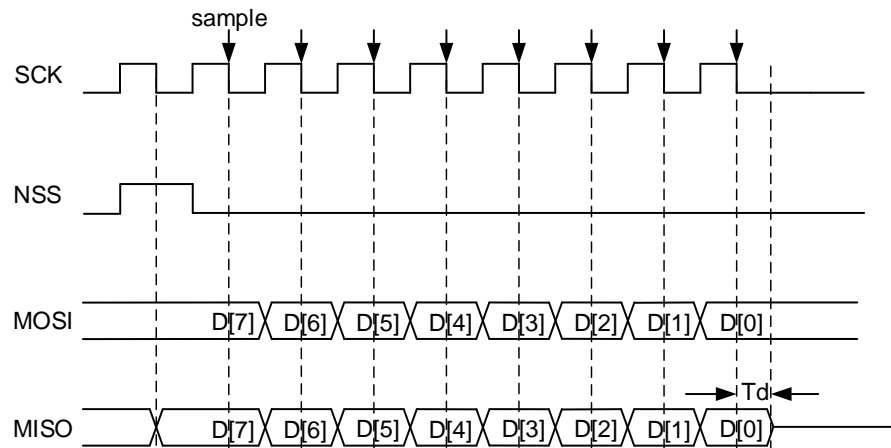 sample
SCK
NSS
MOSI D[7] D[6] D[5] D[4] D[3] D[2] D[1] D[0]
Td
MISO D[7] D[6] D[5] D[4] D[3] D[2] D[1] D[0]